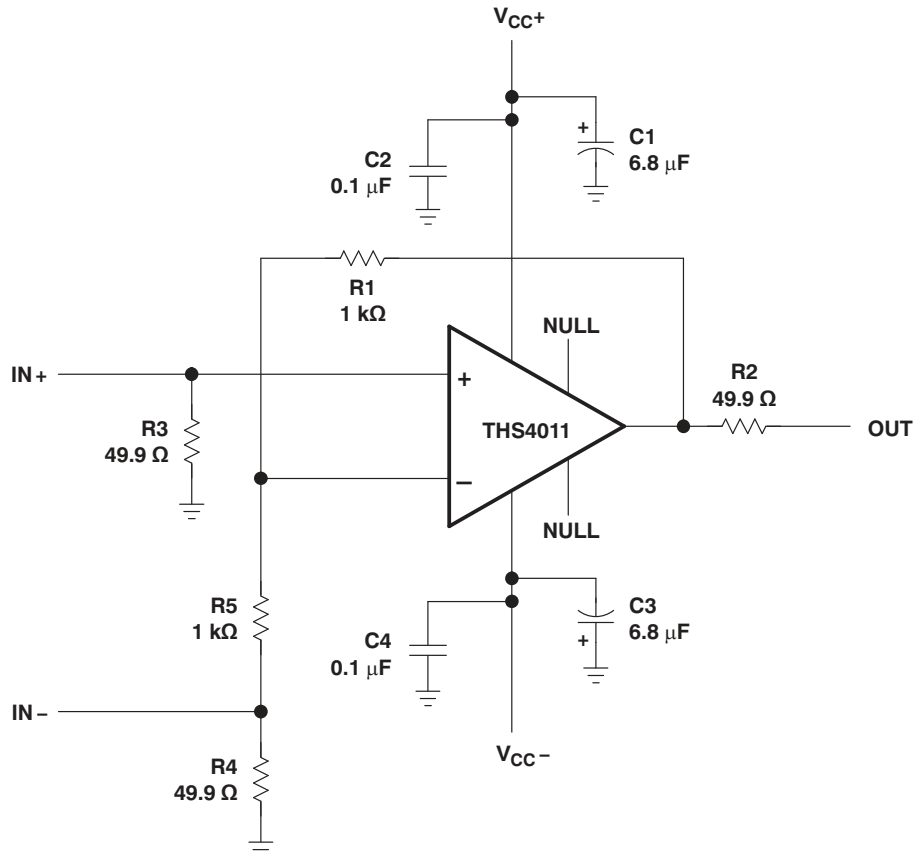 VCC+
C2
0.1 μF
+
C1
6.8 μF
R1
1 kΩ
NULL
IN+
+
R2
49.9 Ω
R3
49.9 Ω
THS4011
OUT
−
NULL
R5
1 kΩ
C4
0.1 μF
C3
6.8 μF
+
IN−
VCC−
R4
49.9 Ω